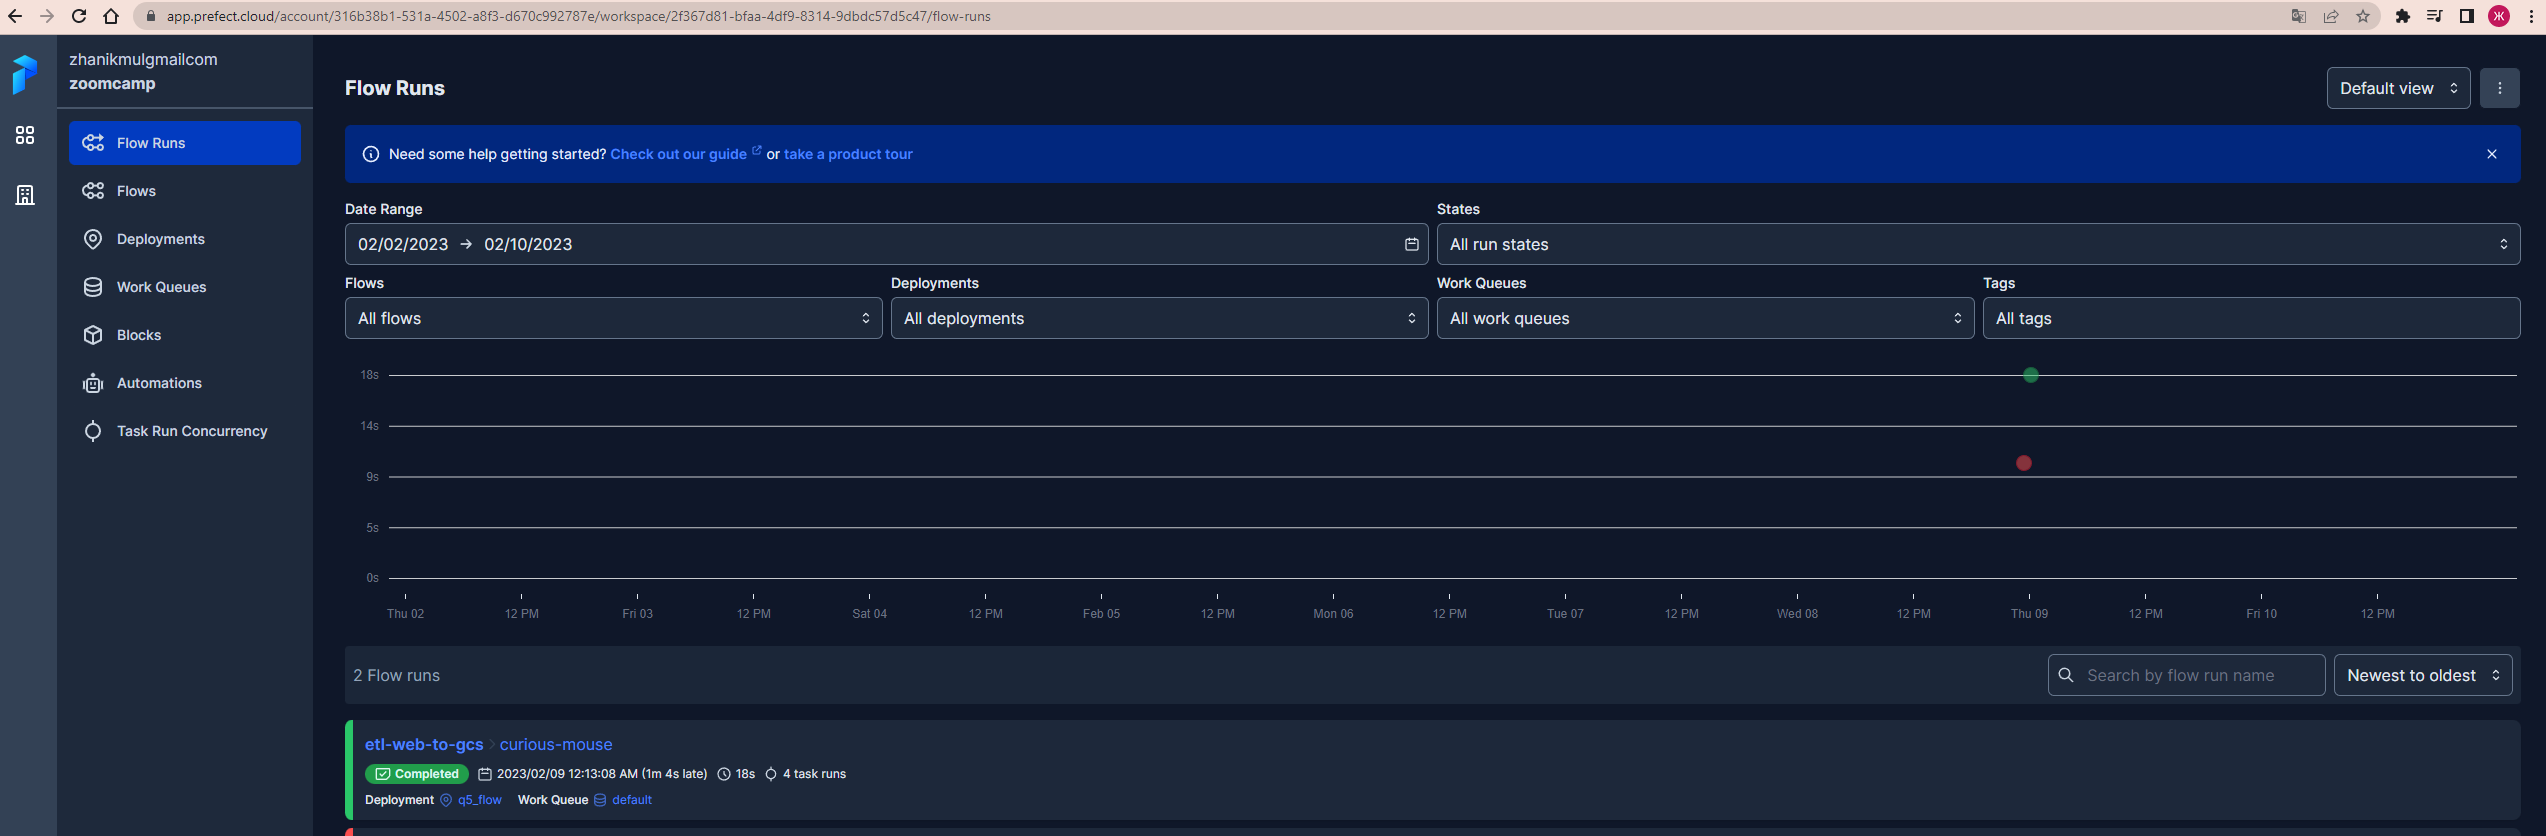 app.prefect.cloud/account/316b38b1-531a-4502-a8f3-d670c992787e/workspace/2f367d81-bfaa-4df9-8314-9dbdc57d5c47/flow-runs
Ж
zhanikmulgmailcom
zoomcamp
Flow Runs
Flows
Deployments
Work Queues
Blocks
Automations
Task Run Concurrency
Flow Runs
Default view
Need some help getting started? Check out our guide or take a product tour
Date Range
States
02/02/2023 → 02/10/2023
All run states
Flows
Deployments
Work Queues
Tags
All flows
All deployments
All work queues
All tags
18s
14s
9s
5s
0s
Thu 02 12 PM Fri 03 12 PM Sat 04 12 PM Feb 05 12 PM Mon 06 12 PM Tue 07 12 PM Wed 08 12 PM Thu 09 12 PM Fri 10 12 PM
2 Flow runs
Search by flow run name
Newest to oldest
etl-web-to-gcs > curious-mouse
Completed 2023/02/09 12:13:08 AM (1m 4s late) 18s 4 task runs
Deployment q5_flow Work Queue default